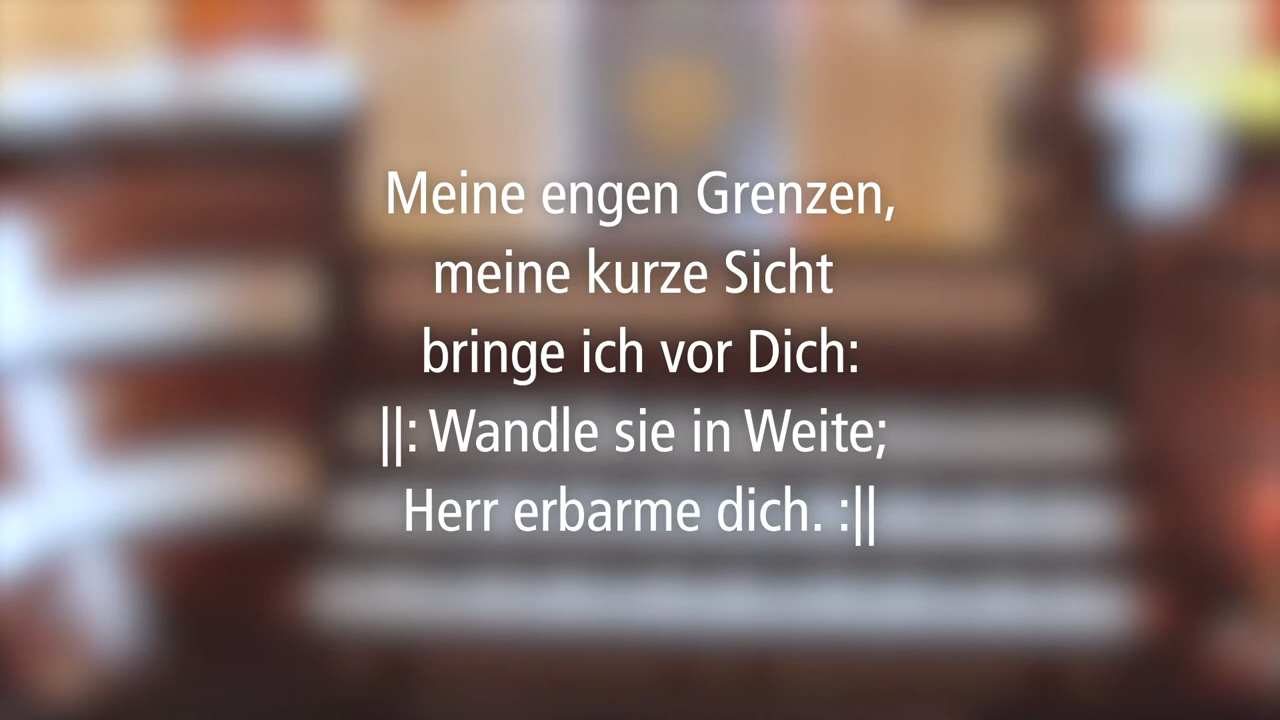 Meine engen Grenzen,
meine kurze Sicht
bringe ich vor Dich:
||: Wandle sie in Weite;
Herr erbarme dich. :||